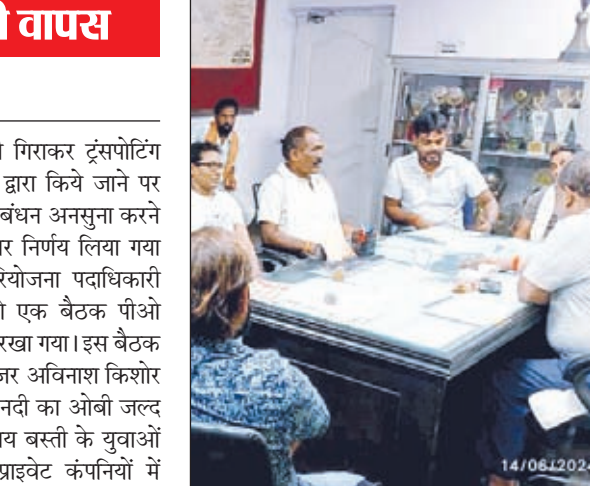 वापस
गिराकर ट्रंसपोटिंग
द्वारा किये जाने पर
बंधन अनसुना करने
र निर्णय लिया गया
रियोजना पदाधिकारी
एक बैठक पीओ
रखा गया। इस बैठक
जर अविनाश किशोर
नदी का ओबी जल्द
य बस्ती के युवाओं
प्राइवेट कंपनियों में
14/06/2024